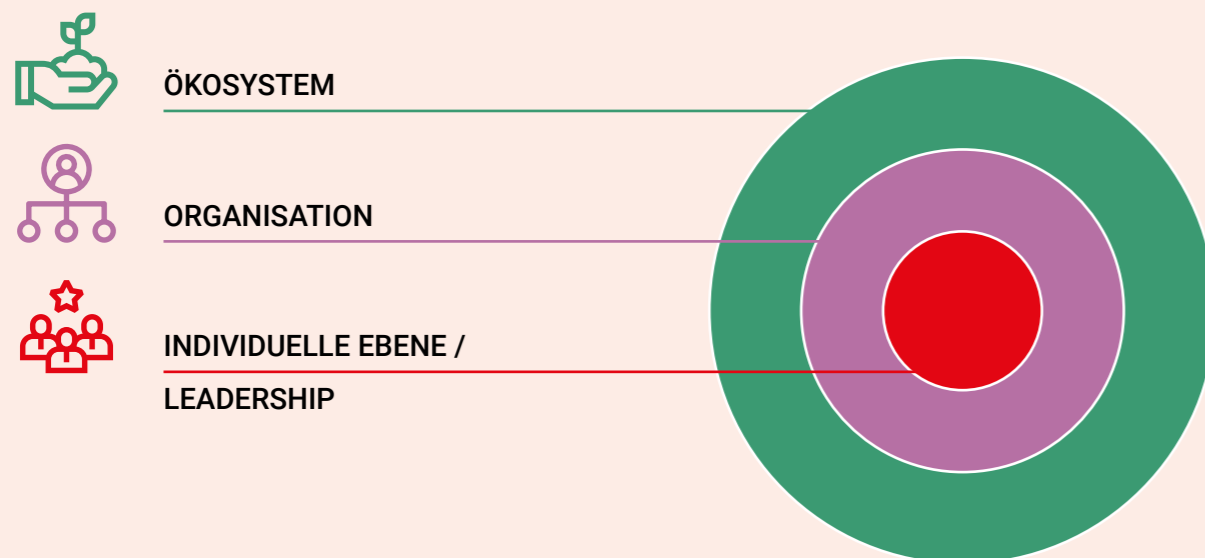 ÖKOSYSTEM
ORGANISATION
INDIVIDUELLE EBENE /
LEADERSHIP